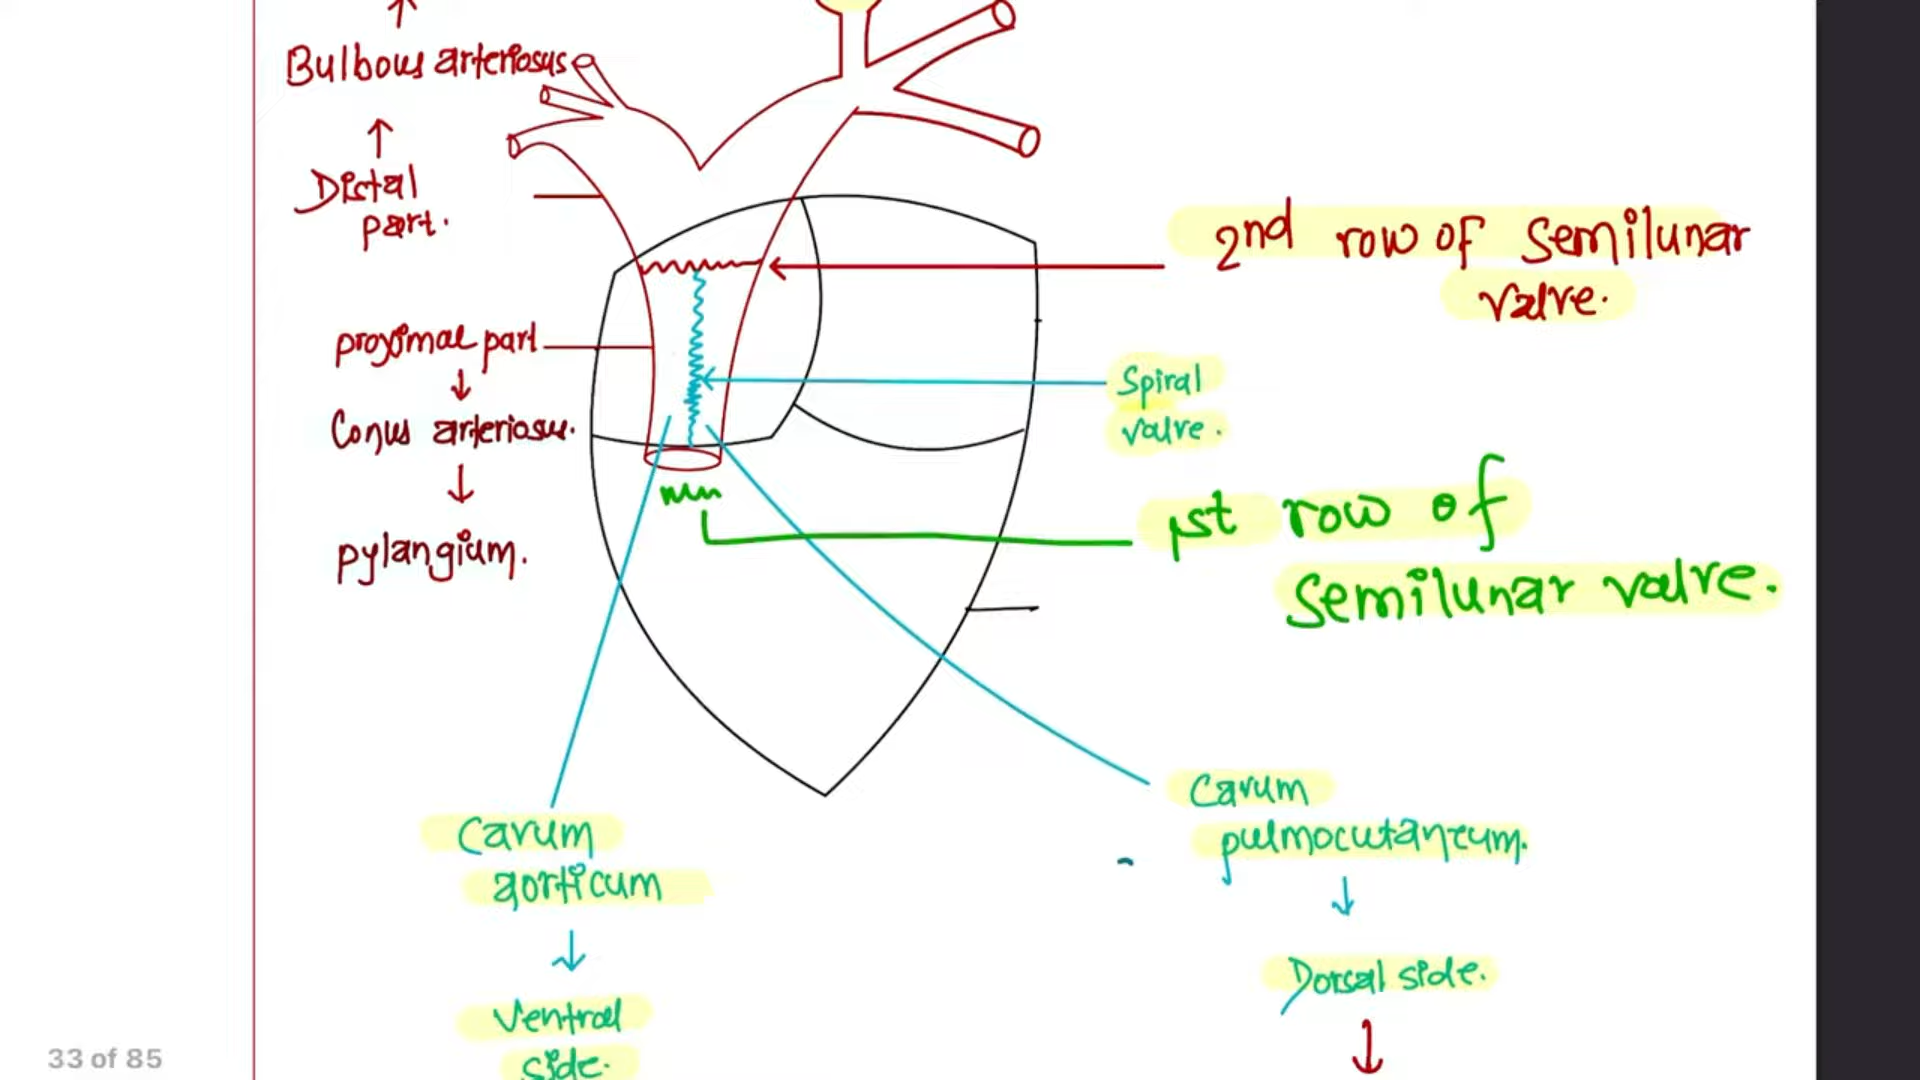 Bulbous arteriosus
Distal
part.
2nd row of Semilunar
valve.
proximal part
Spiral
valve.
Conus arteriosus.
1st row of
Semilunar valve.
pylangium.
Cavum
pulmocutaneum.
Cavum
aorticum
Dorsal side.
Ventral
side.
33 of 85